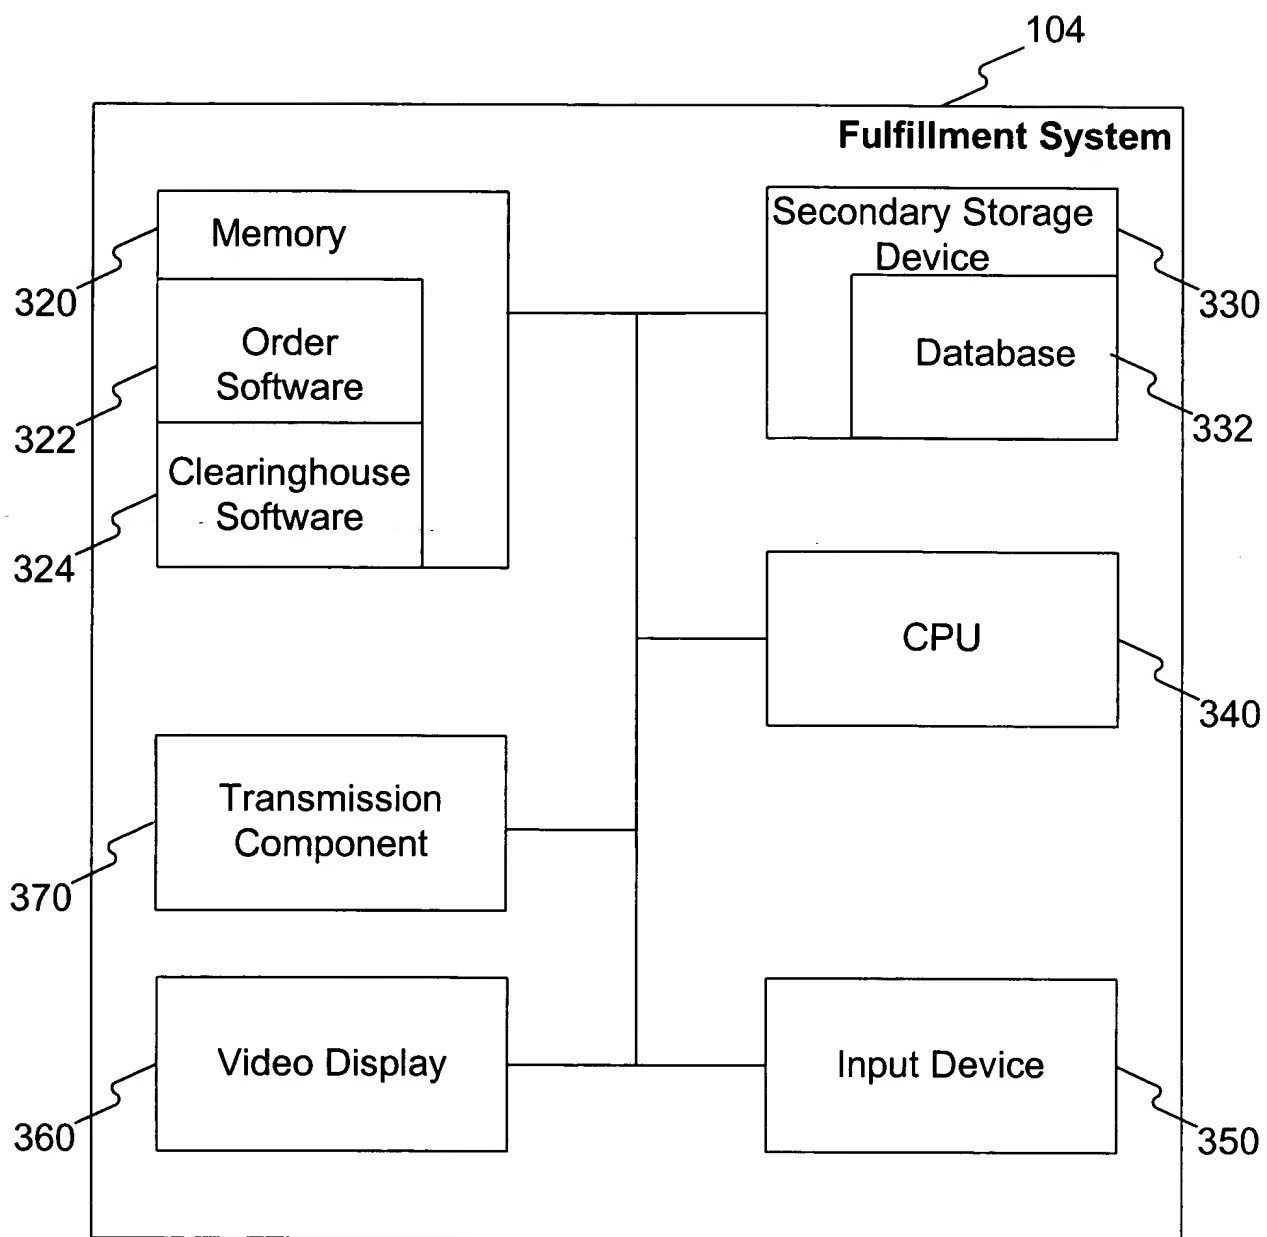 104
Fulfillment System
Memory
320
Order
Software
322
Clearinghouse
Software
324
Secondary Storage
Device
330
Database
332
CPU
340
Transmission
Component
370
Video Display
360
Input Device
350